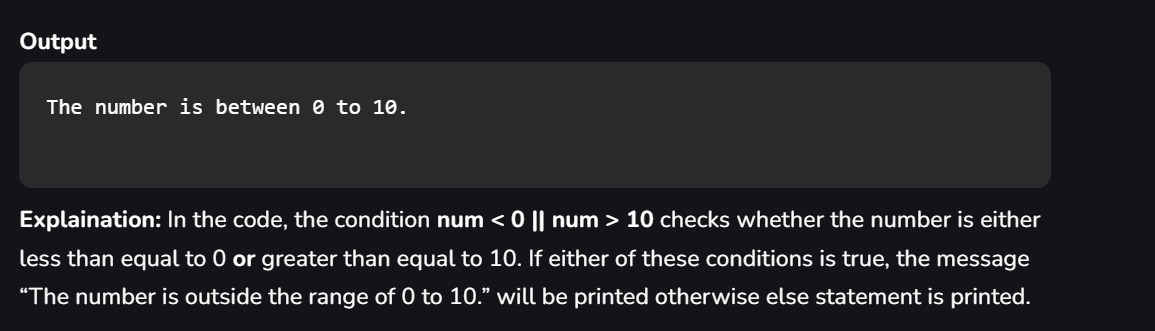 Output
The number is between 0 to 10.
Explaination: In the code, the condition num < 0 || num > 10 checks whether the number is either
less than equal to 0 or greater than equal to 10. If either of these conditions is true, the message
“The number is outside the range of 0 to 10.” will be printed otherwise else statement is printed.